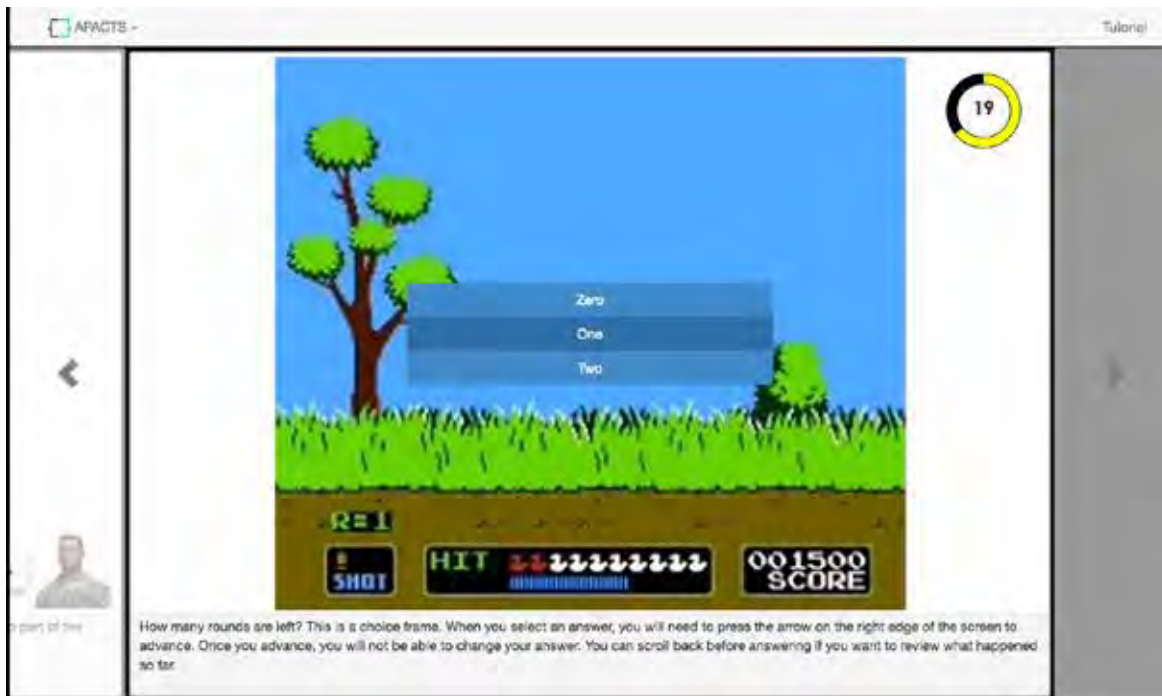 APACTS
Tutorial
19
Zero
One
Two
R=1
SHOT
HIT
001500
SCORE
part of the
How many rounds are left? This is a choice frame. When you select an answer, you will need to press the arrow on the right edge of the screen to
advance. Once you advance, you will not be able to change your answer. You can scroll back before answering if you want to review what happened
so far.